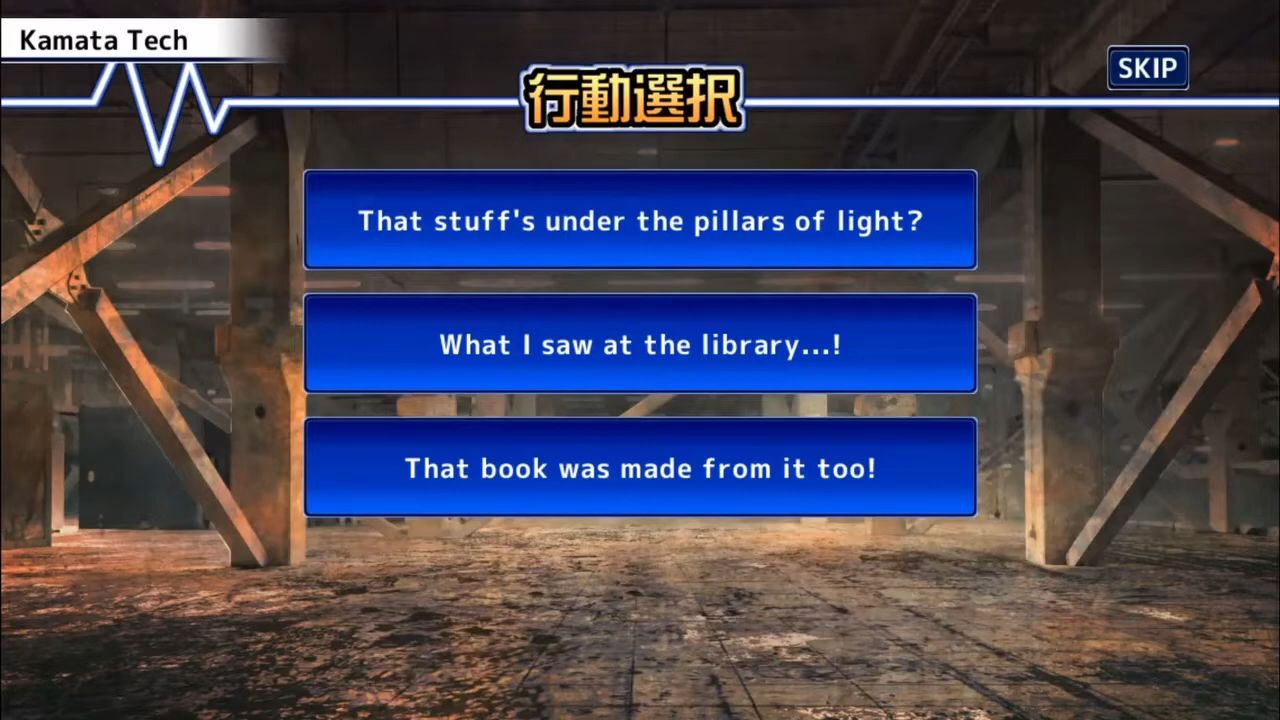 Kamata Tech
SKIP
行動選択
That stuff's under the pillars of light?
What I saw at the library...!
That book was made from it too!